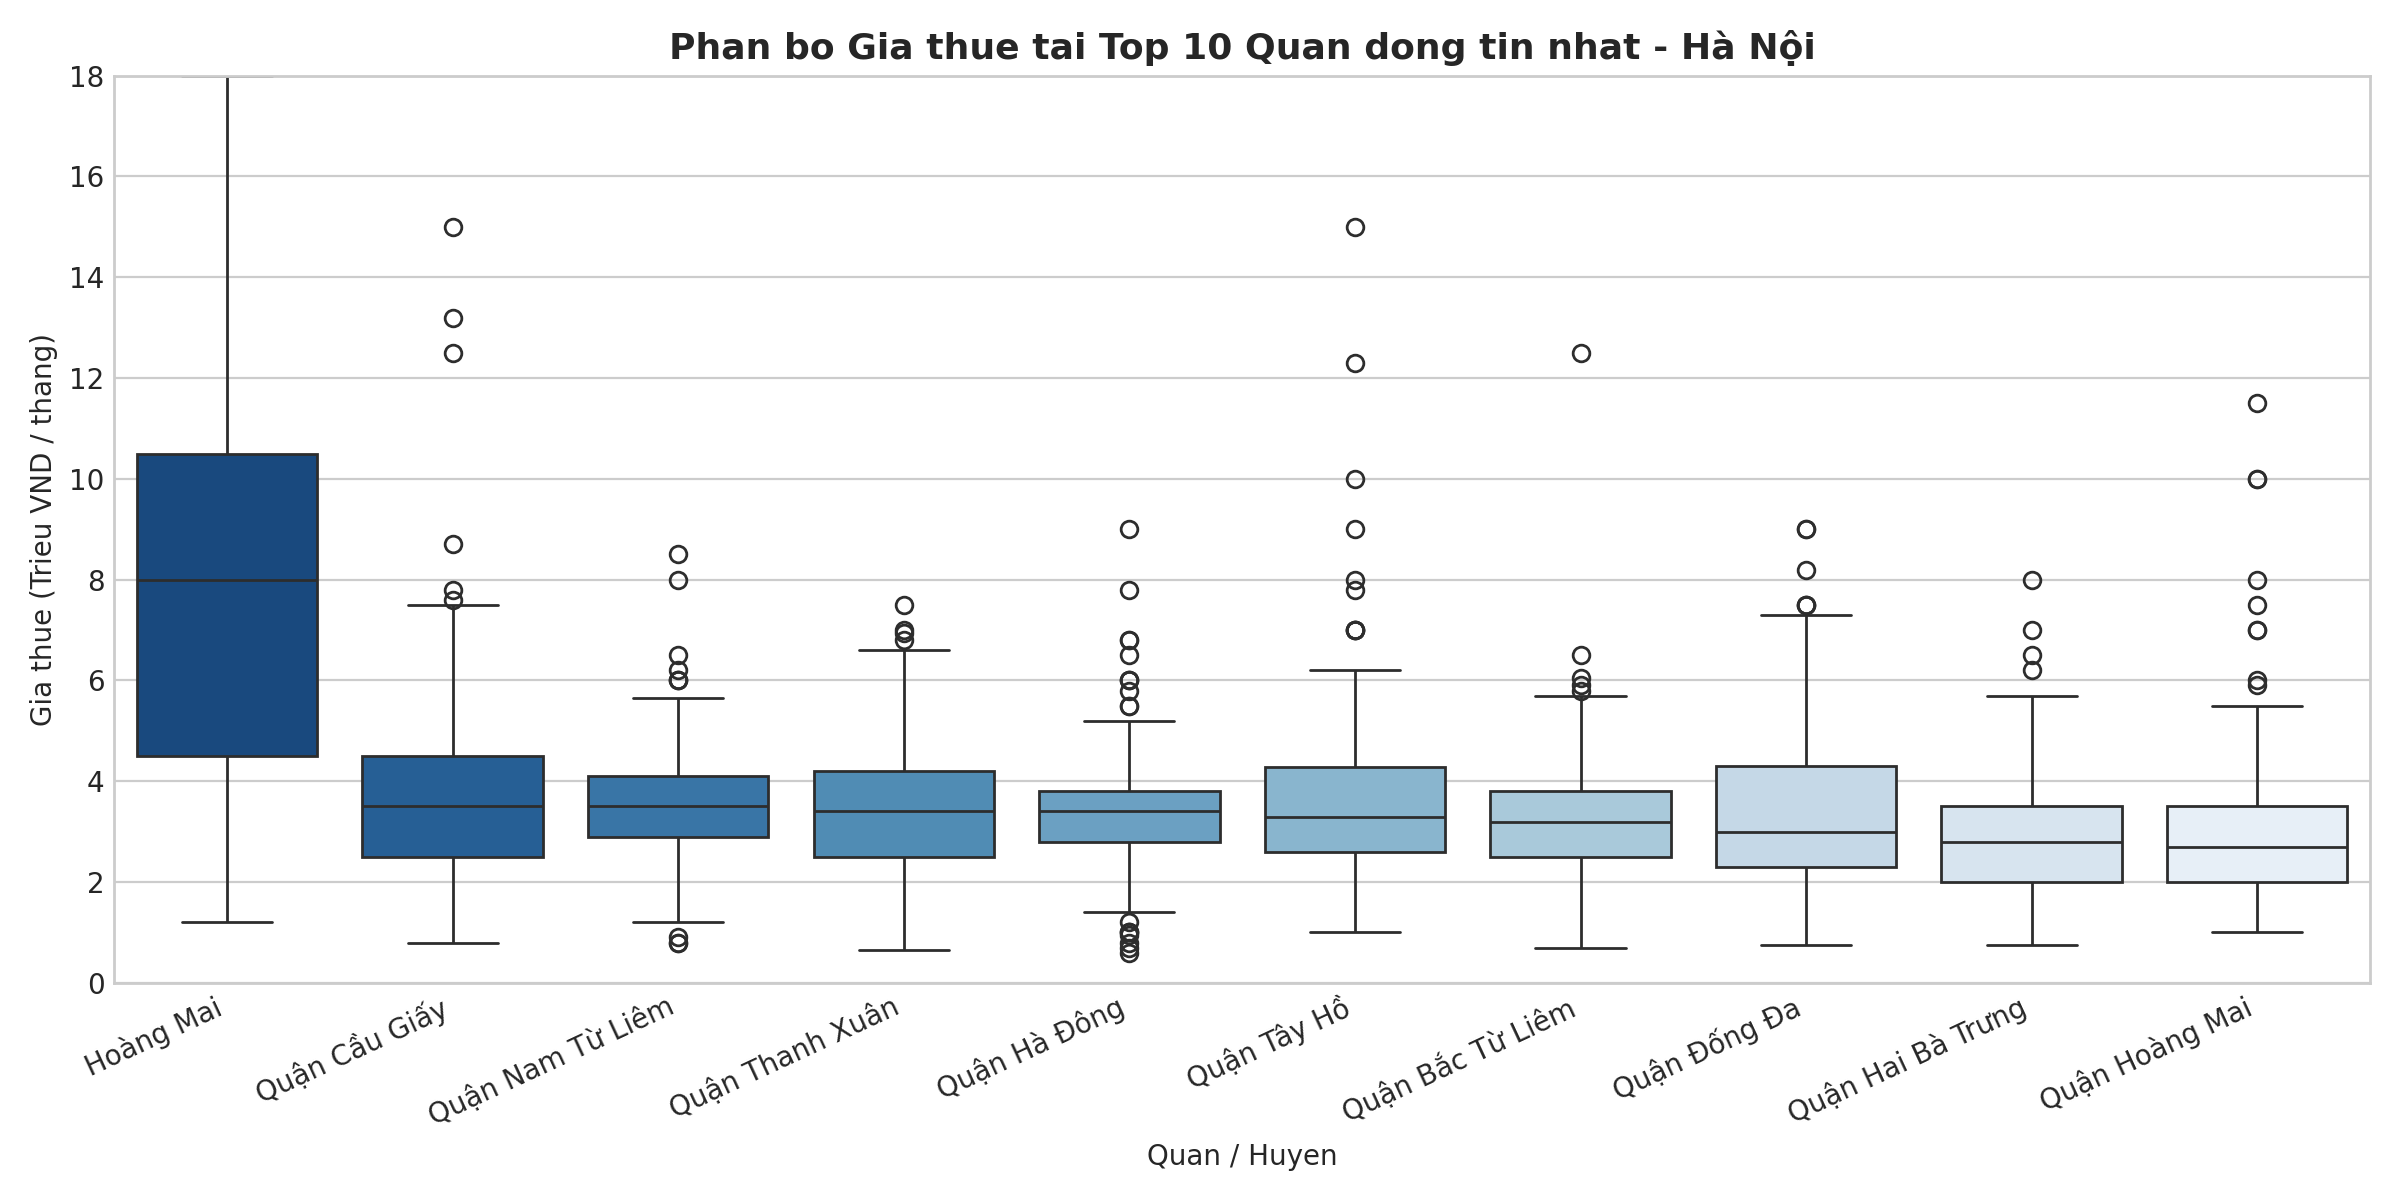 Phan bo Gia thue tai Top 10 Quan dong tin nhat - Hà Nội
Gia thue (Trieu VND / thang)
18
16
14
12
10
8
6
4
2
0
Hoàng Mai
Quận Cầu Giấy
Quận Nam Từ Liêm
Quận Thanh Xuân
Quận Hà Đông
Quận Tây Hồ
Quận Bắc Từ Liêm
Quận Đống Đa
Quận Hai Bà Trưng
Quận Hoàng Mai
Quan / Huyen